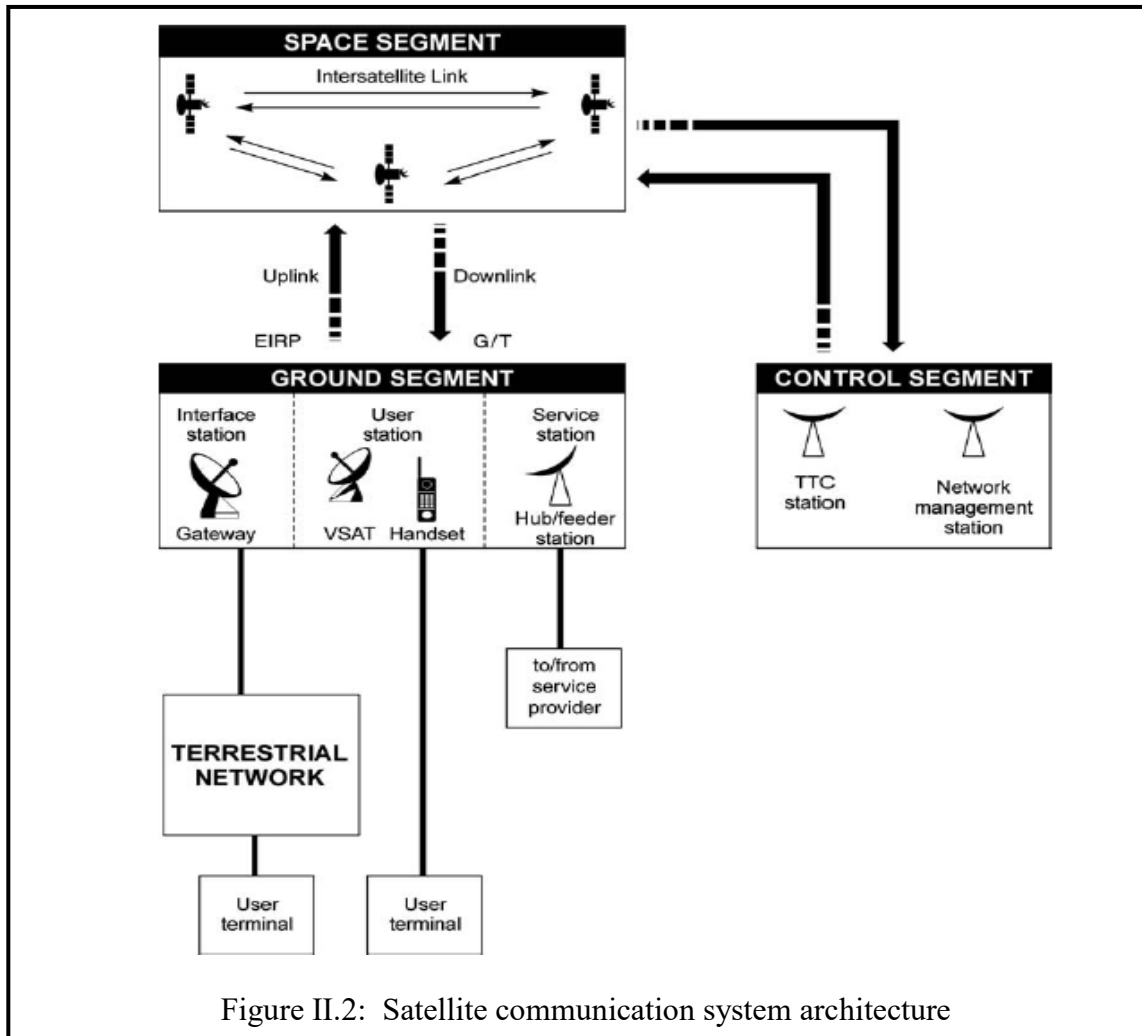 SPACE SEGMENT
Intersatellite Link
Uplink
Downlink
EIRP
G/T
GROUND SEGMENT
Interface
station
Gateway
User
station
VSAT
Handset
Service
station
Hub/feeder
station
CONTROL SEGMENT
TTC
station
Network
management
station
to/from
service
provider
TERRESTRIAL
NETWORK
User
terminal
User
terminal
Figure II.2: Satellite communication system architecture